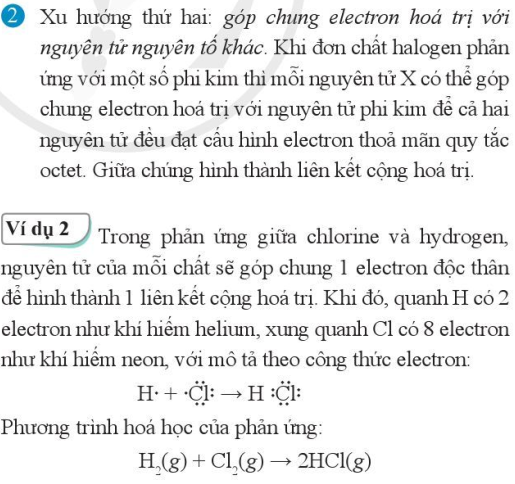 2 Xu hướng thứ hai: góp chung electron hoá trị với
nguyên tử nguyên tố khác. Khi đơn chất halogen phản
ứng với một số phi kim thì mỗi nguyên tử X có thể góp
chung electron hoá trị với nguyên tử phi kim để cả hai
nguyên tử đều đạt cấu hình electron thoả mãn quy tắc
octet. Giữa chúng hình thành liên kết cộng hoá trị.
Ví dụ 2 Trong phản ứng giữa chlorine và hydrogen,
nguyên tử của mỗi chất sẽ góp chung 1 electron độc thân
để hình thành 1 liên kết cộng hoá trị. Khi đó, quanh H có 2
electron như khí hiếm helium, xung quanh Cl có 8 electron
như khí hiếm neon, với mô tả theo công thức electron:
H· + ·C̤̈l: → H :C̤̈l:
Phương trình hoá học của phản ứng:
H₂(g) + Cl₂(g) → 2HCl(g)